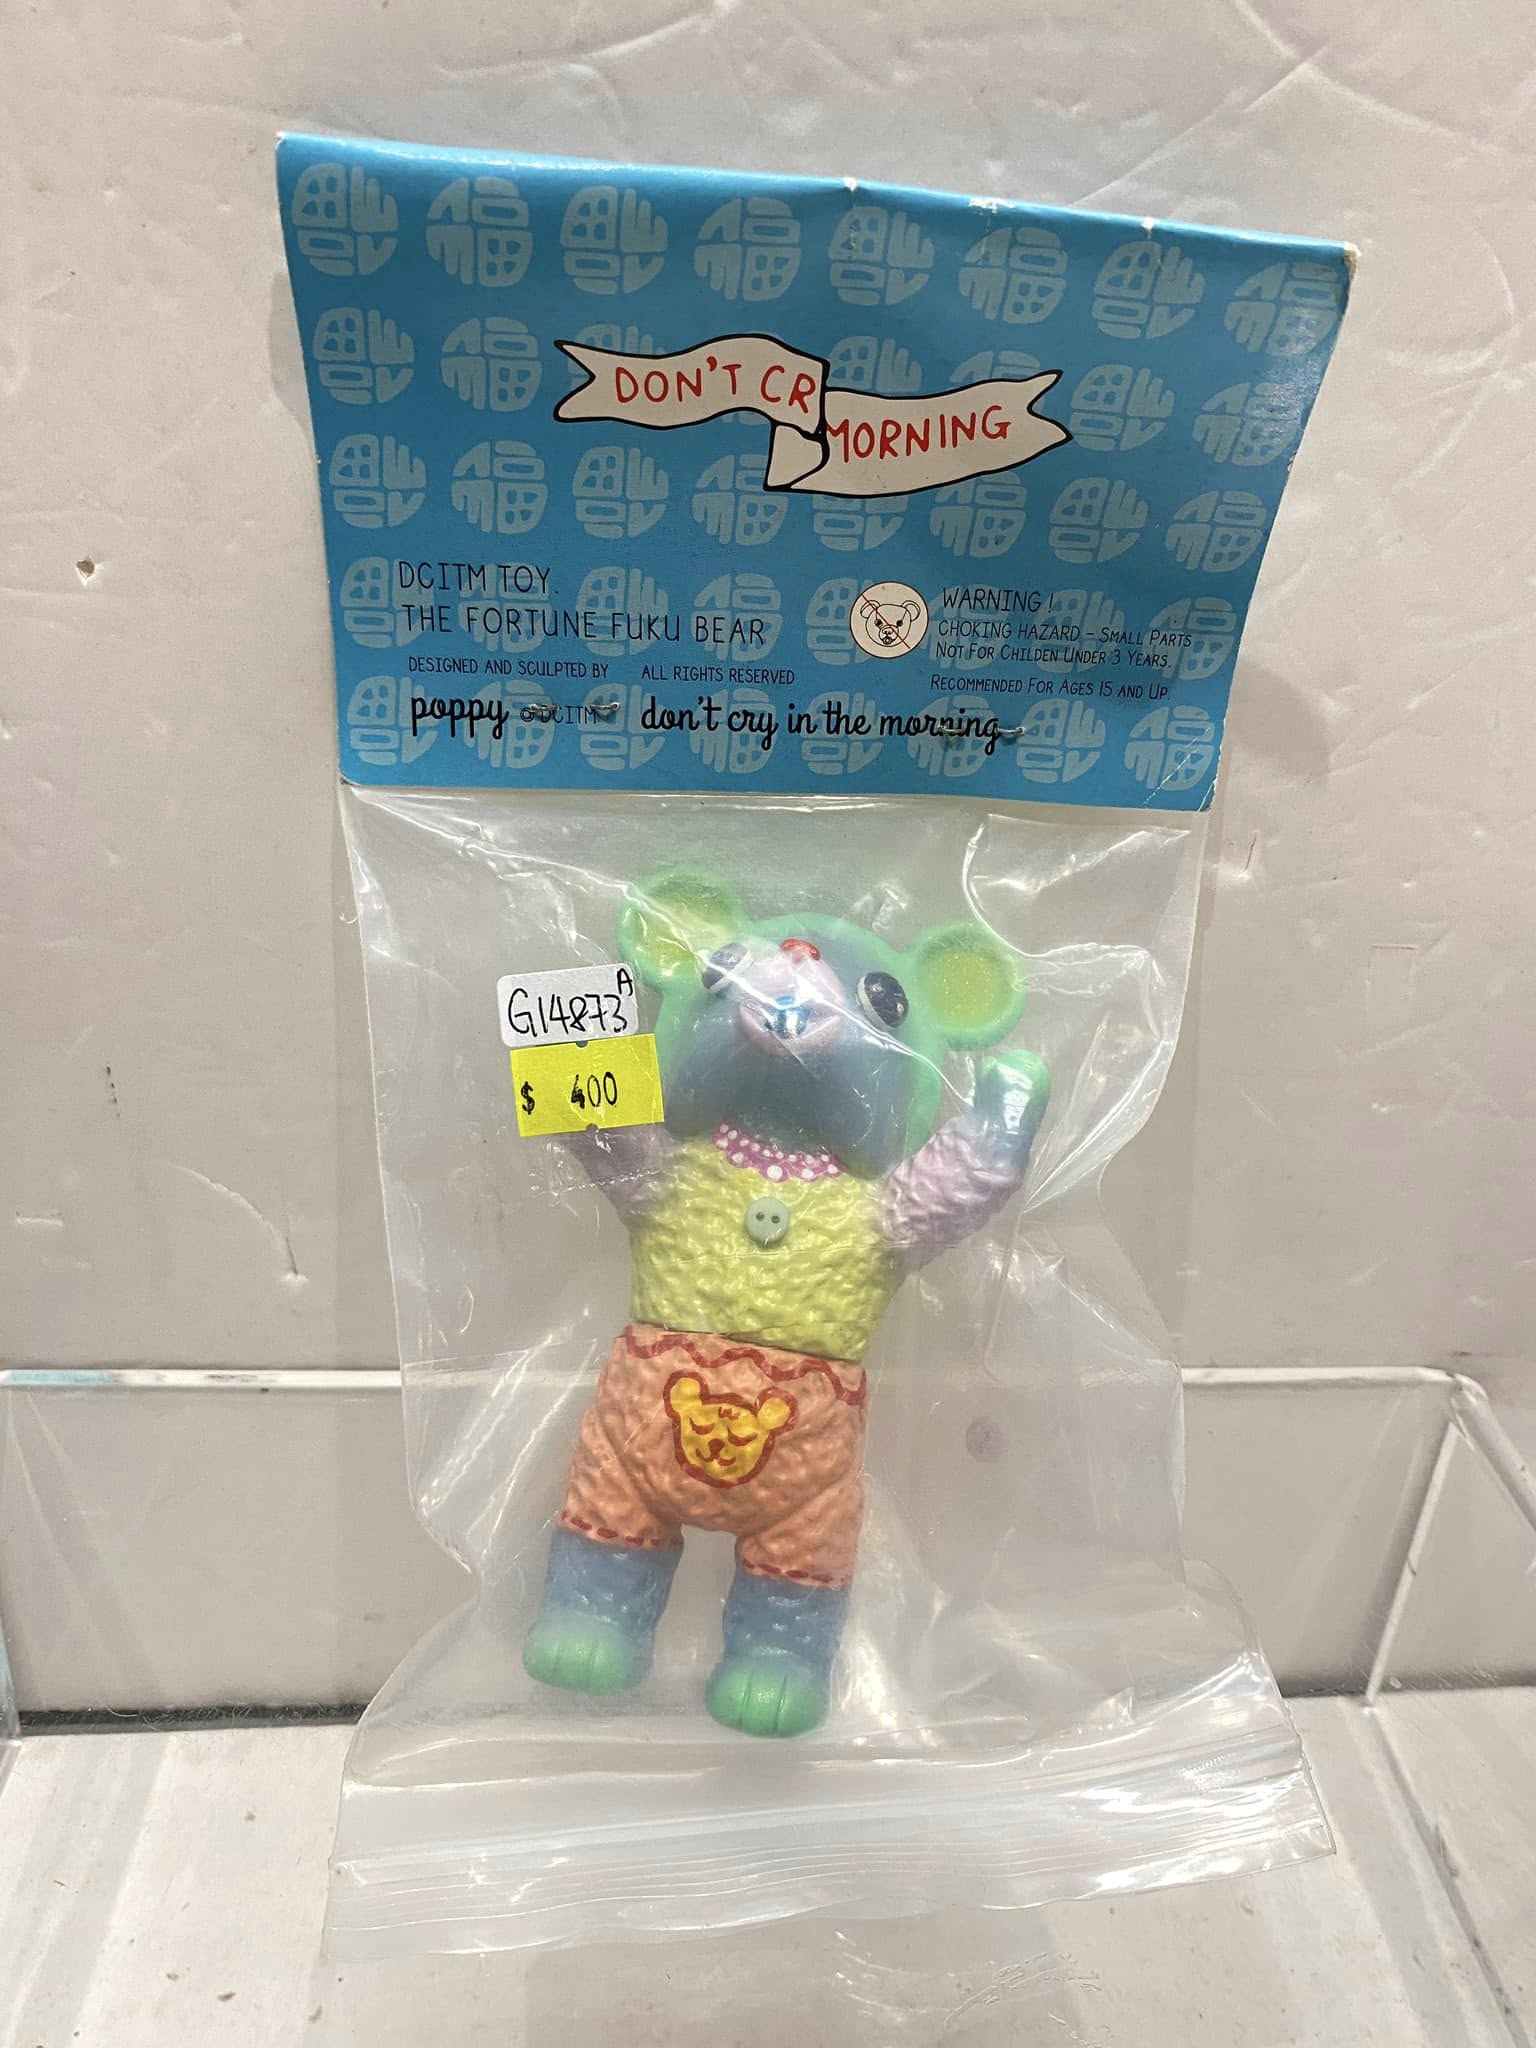 DON'T CR
MORNING
DCITM TOY.
THE FORTUNE FUKU BEAR
DESIGNED AND SCULPTED BY
poppy @DCITM
ALL RIGHTS RESERVED
don't cry in the morning
WARNING!
CHOKING HAZARD - SMALL PARTS
NOT FOR CHILDEN UNDER 3 YEARS.
RECOMMENDED FOR AGES 15 AND UP.
G14873A
$ 400